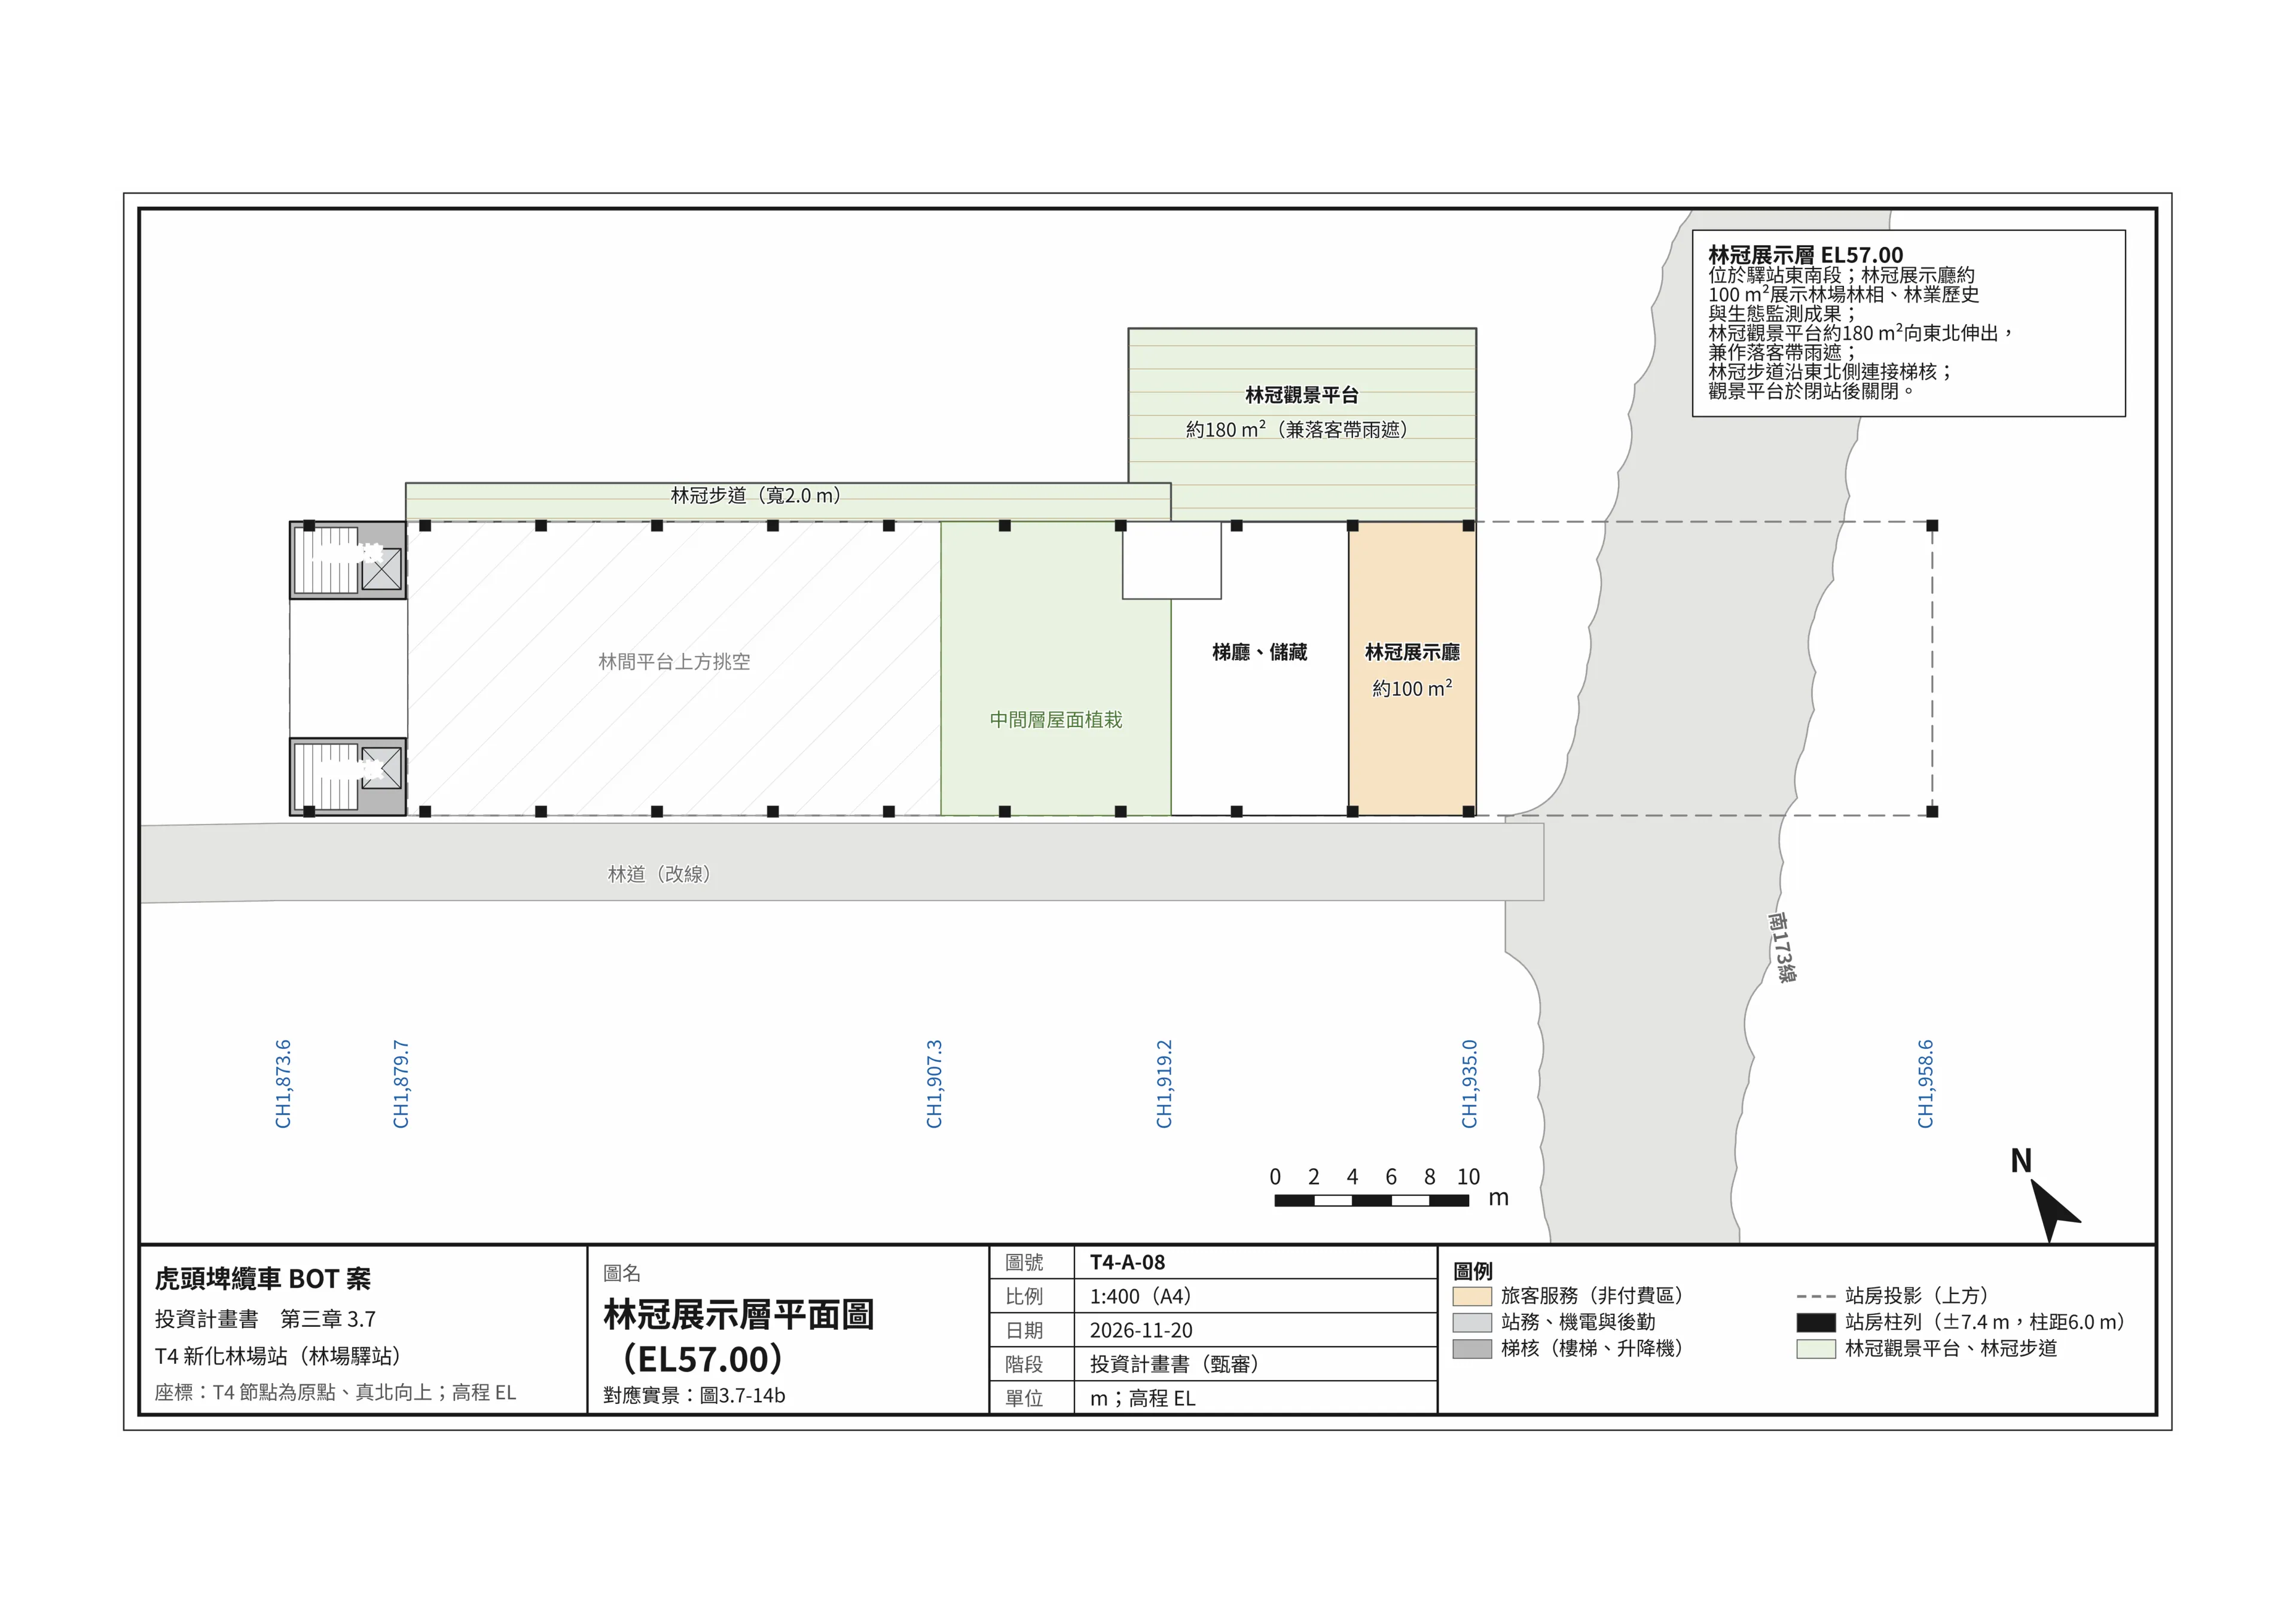 林冠展示層 EL57.00
位於驛站東南段；林冠展示廳約
100 m²展示林場林相、林業歷史
與生態監測成果；
林冠觀景平台約180 m²向東北伸出，
兼作落客帶雨遮；
林冠步道沿東北側連接梯核；
觀景平台於閉站後關閉。
林冠觀景平台
約180 m²（兼落客帶雨遮）
林冠步道（寬2.0 m）
林間平台上方挑空
中間層屋面植栽
梯廳、儲藏
林冠展示廳
約100 m²
林道（改線）
南173線
CH1,873.6
CH1,879.7
CH1,907.3
CH1,919.2
CH1,935.0
CH1,958.6
0 2 4 6 8 10 m
N
虎頭埤纜車 BOT 案
投資計畫書　第三章 3.7
T4 新化林場站（林場驛站）
座標：T4 節點為原點、真北向上；高程 EL
圖名
林冠展示層平面圖
（EL57.00）
對應實景：圖3.7-14b
圖號 T4-A-08
比例 1:400（A4）
日期 2026-11-20
階段 投資計畫書（甄審）
單位 m；高程 EL
圖例
旅客服務（非付費區）
站務、機電與後勤
梯核（樓梯、升降機）
站房投影（上方）
站房柱列（±7.4 m，柱距6.0 m）
林冠觀景平台、林冠步道